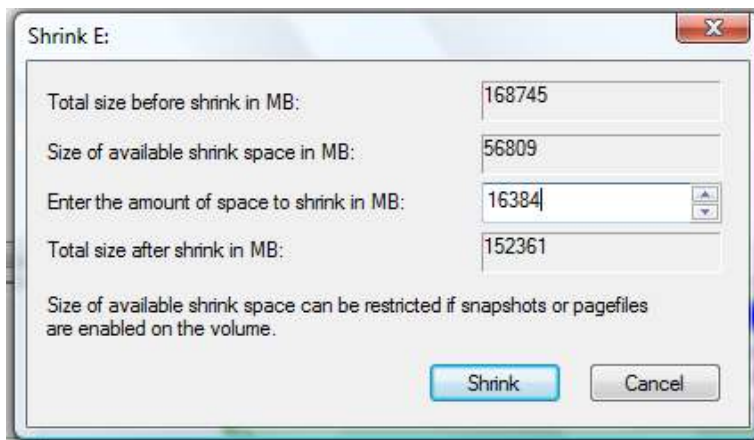 Shrink E:
Total size before shrink in MB: 168745
Size of available shrink space in MB: 56809
Enter the amount of space to shrink in MB: 16384
Total size after shrink in MB: 152361
Size of available shrink space can be restricted if snapshots or pagefiles
are enabled on the volume.
Shrink Cancel